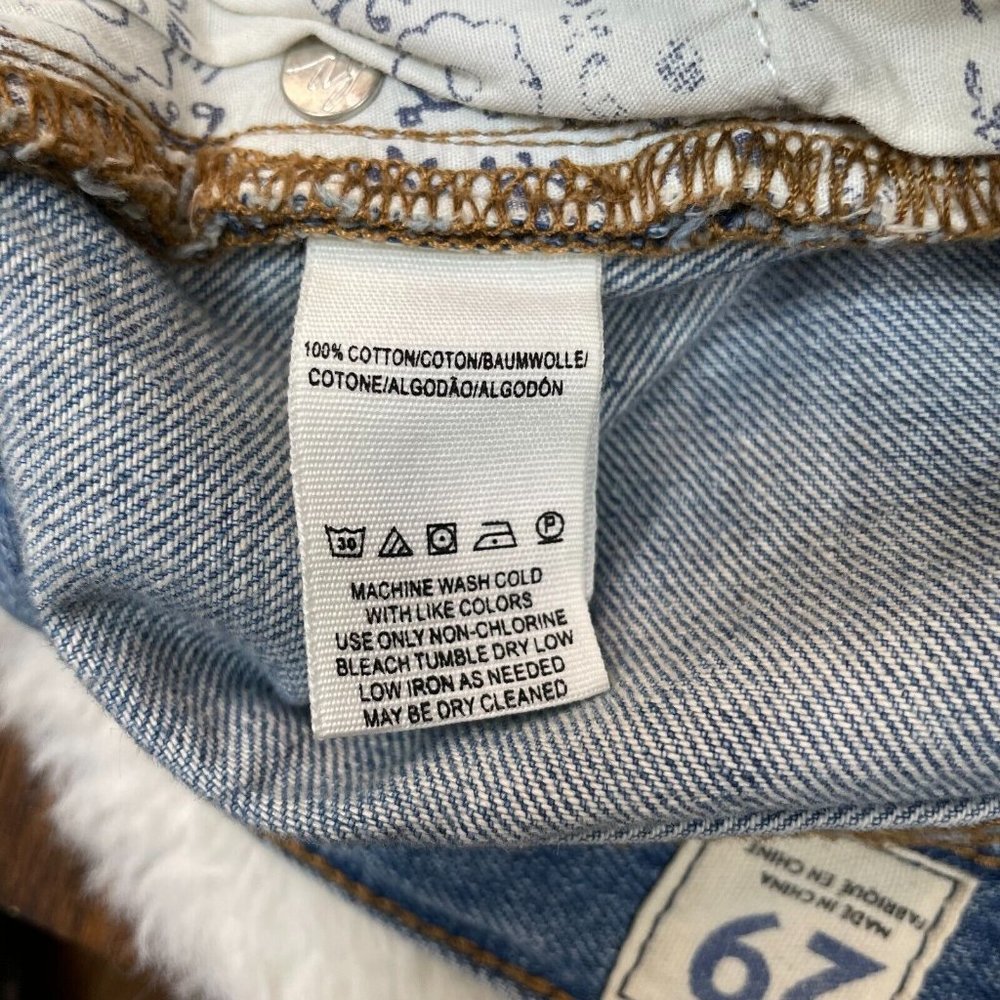 100% COTTON/COTON/BAUMWOLLE/
COTONE/ALGODÃO/ALGODÓN
30 P
MACHINE WASH COLD
WITH LIKE COLORS
USE ONLY NON-CHLORINE
BLEACH TUMBLE DRY LOW
LOW IRON AS NEEDED
MAY BE DRY CLEANED
29
MADE IN CHINA
FABRIQUÉ EN CHINE